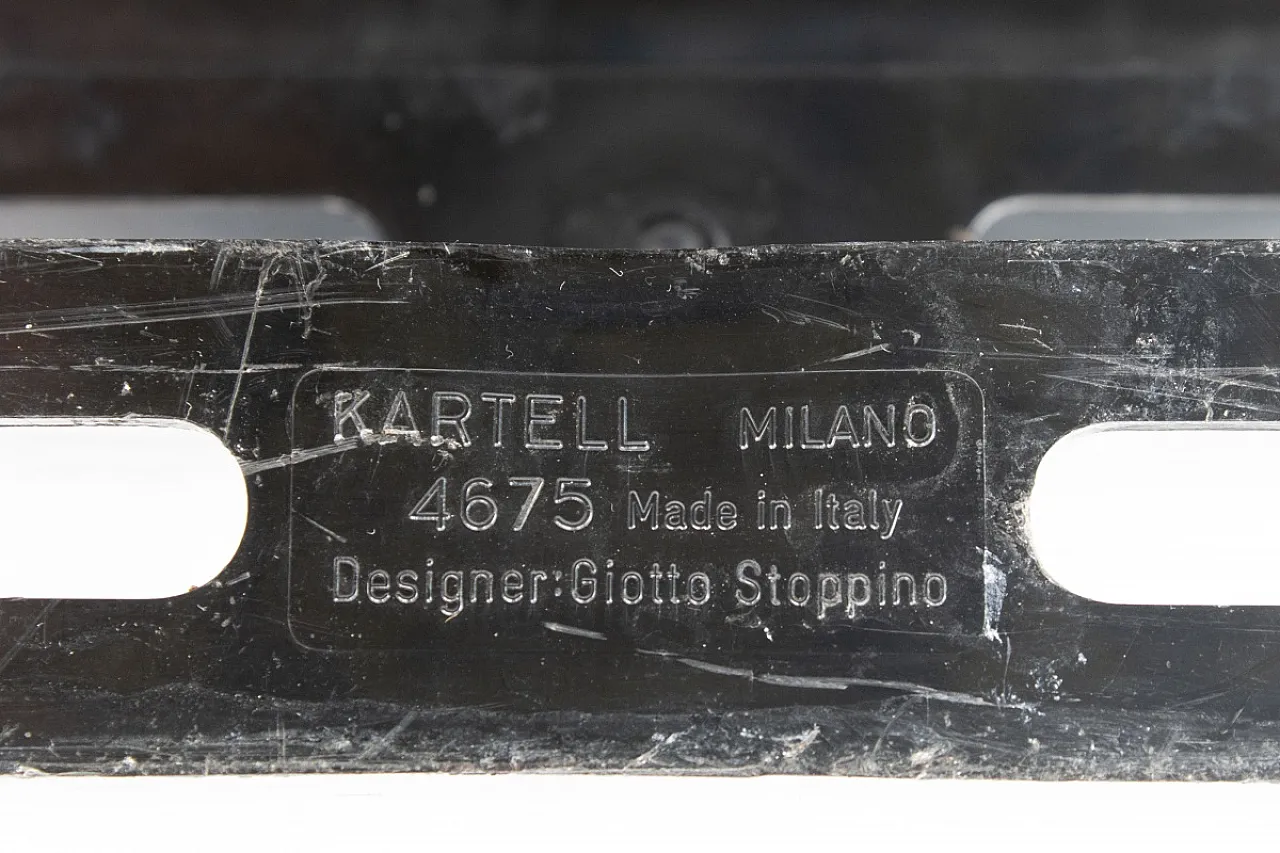 KARTELL MILANO
4675 Made in Italy
Designer:Giotto Stoppino